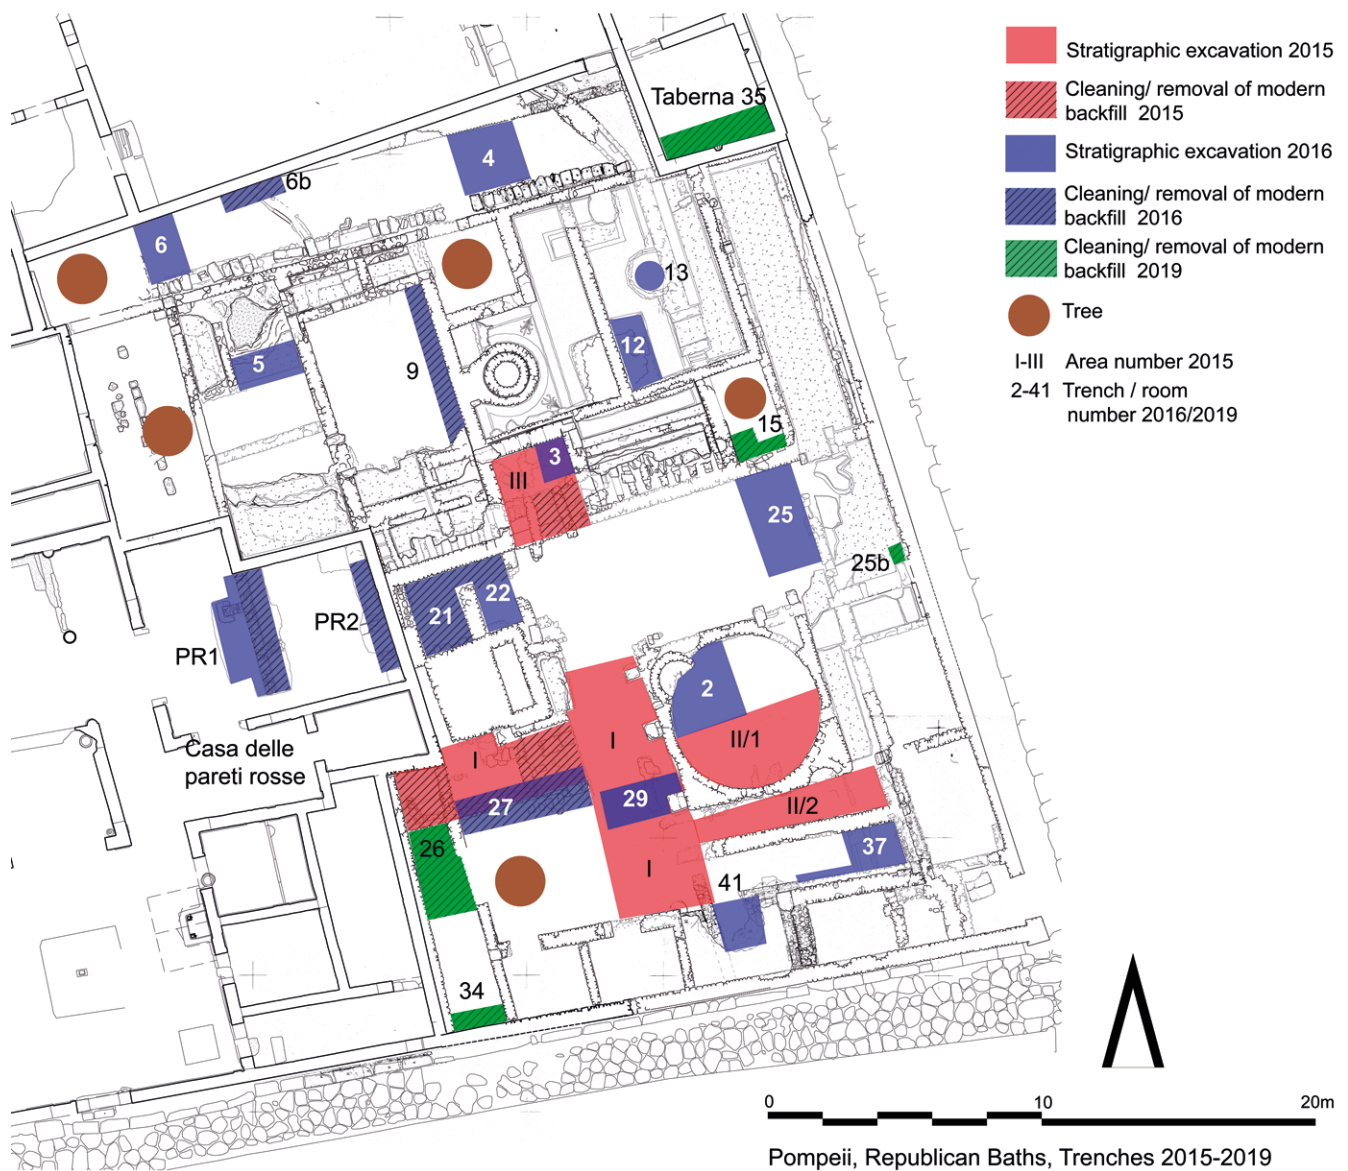 Stratigraphic excavation 2015
Cleaning/ removal of modern
backfill 2015
Stratigraphic excavation 2016
Cleaning/ removal of modern
backfill 2016
Cleaning/ removal of modern
backfill 2019
Tree
I-III Area number 2015
2-41 Trench / room
number 2016/2019
Taberna 35
4
6b
6
13
12
5
9
15
3
III
25
25b
21
22
PR2
PR1
2
II/1
I
I
Casa delle
pareti rosse
27
29
II/2
26
37
I
41
34
0 10 20m
Pompeii, Republican Baths, Trenches 2015-2019